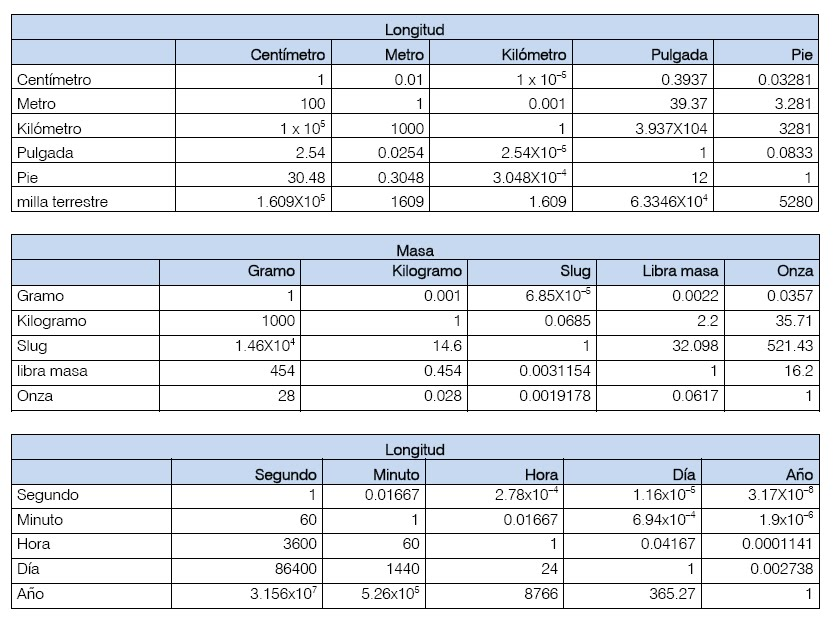 Longitud
Centímetro Metro Kilómetro Pulgada Pie
Centímetro 1 0.01 1 x 10⁻⁵ 0.3937 0.03281
Metro 100 1 0.001 39.37 3.281
Kilómetro 1 x 10⁵ 1000 1 3.937X104 3281
Pulgada 2.54 0.0254 2.54X10⁻⁵ 1 0.0833
Pie 30.48 0.3048 3.048X10⁻⁴ 12 1
milla terrestre 1.609X10⁵ 1609 1.609 6.3346X10⁴ 5280
Masa
Gramo Kilogramo Slug Libra masa Onza
Gramo 1 0.001 6.85X10⁻⁵ 0.0022 0.0357
Kilogramo 1000 1 0.0685 2.2 35.71
Slug 1.46X10⁴ 14.6 1 32.098 521.43
libra masa 454 0.454 0.0031154 1 16.2
Onza 28 0.028 0.0019178 0.0617 1
Longitud
Segundo Minuto Hora Día Año
Segundo 1 0.01667 2.78x10⁻⁴ 1.16x10⁻⁵ 3.17X10⁻⁸
Minuto 60 1 0.01667 6.94x10⁻⁴ 1.9x10⁻⁶
Hora 3600 60 1 0.04167 0.0001141
Día 86400 1440 24 1 0.002738
Año 3.156x10⁷ 5.26x10⁵ 8766 365.27 1